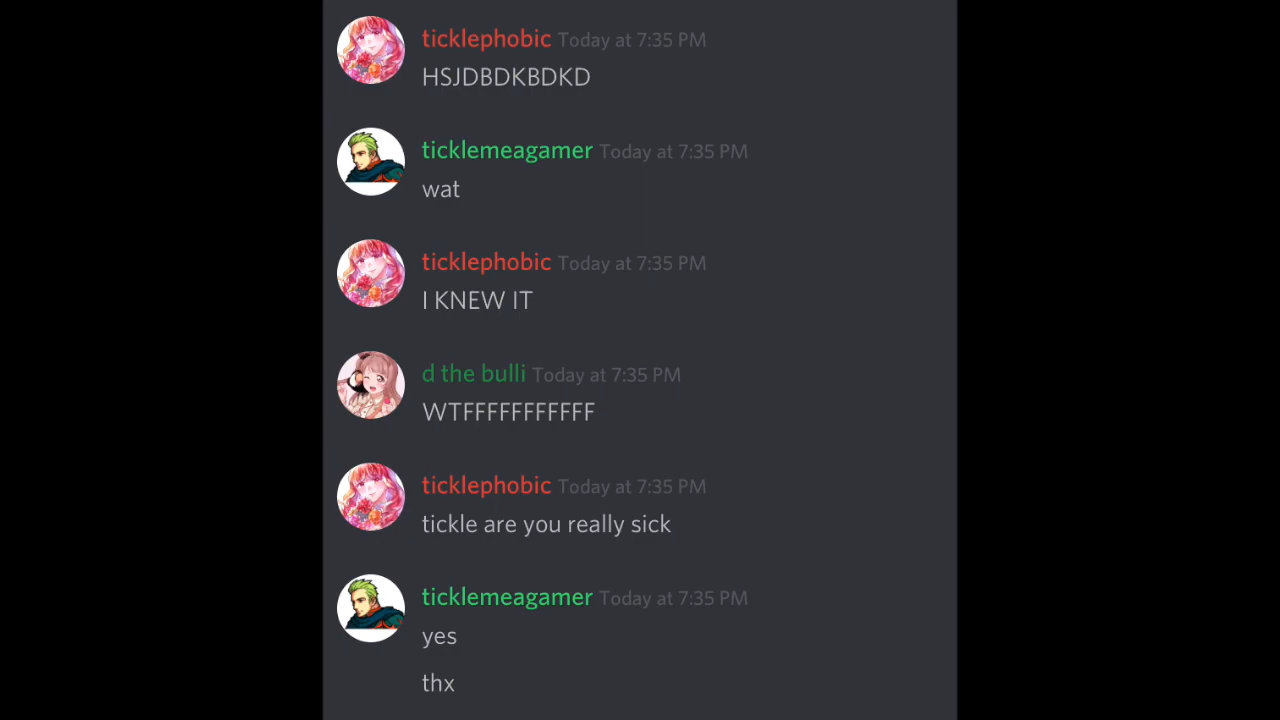 ticklephobic Today at 7:35 PM
HSJDBDKBDKD
ticklemeagamer Today at 7:35 PM
wat
ticklephobic Today at 7:35 PM
I KNEW IT
d the bulli Today at 7:35 PM
WTFFFFFFFFFFF
ticklephobic Today at 7:35 PM
tickle are you really sick
ticklemeagamer Today at 7:35 PM
yes
thx